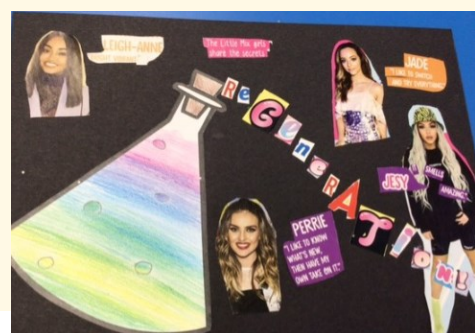 LEIGH-ANNE
The Little Mix girls
share the secrets
JADE
"I LIKE TO SWITCH
AND TRY EVERYTHING"
ReGeneRATion!
JESY
SMELLS
AMAZING
PERRIE
"I LIKE TO KNOW
WHAT'S NEW,
THEN HAVE MY
OWN TAKE ON IT."